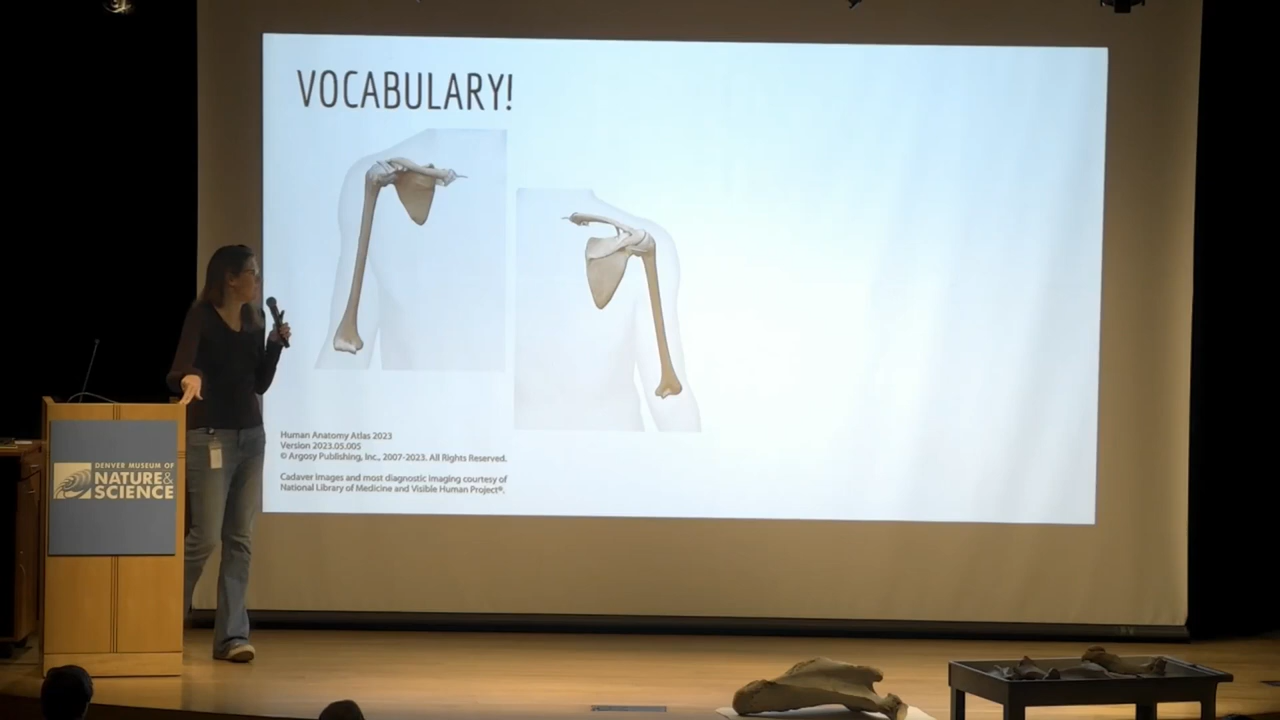 VOCABULARY!
Human Anatomy Atlas 2023
Version 2023.05.005
© Argosy Publishing, Inc., 2007-2023. All Rights Reserved.
Cadaver images and most diagnostic imaging courtesy of
National Library of Medicine and Visible Human Project®.
DENVER MUSEUM OF
NATURE &
SCIENCE